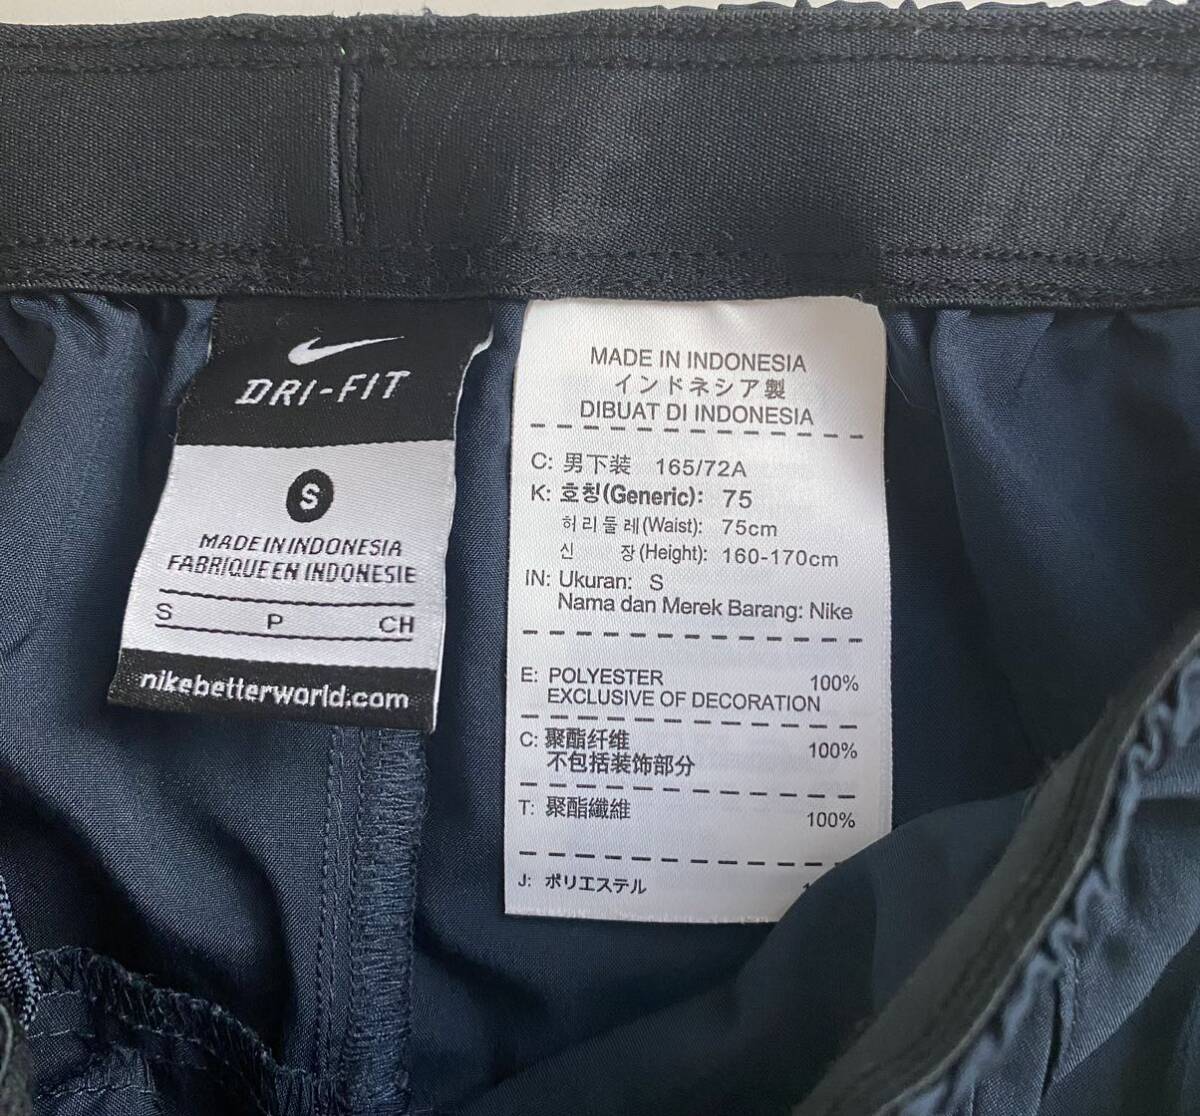 DRI-FIT
S
MADE IN INDONESIA
FABRIQUE EN INDONESIE
S P CH
nikebetterworld.com
MADE IN INDONESIA
インドネシア製
DIBUAT DI INDONESIA
C: 男下装 165/72A
K: 호칭(Generic): 75
허리둘레(Waist): 75cm
신 장(Height): 160-170cm
IN: Ukuran: S
Nama dan Merek Barang: Nike
E: POLYESTER 100%
EXCLUSIVE OF DECORATION
C: 聚酯纤维 100%
不包括装饰部分
T: 聚酯纖維 100%
J: ポリエステル